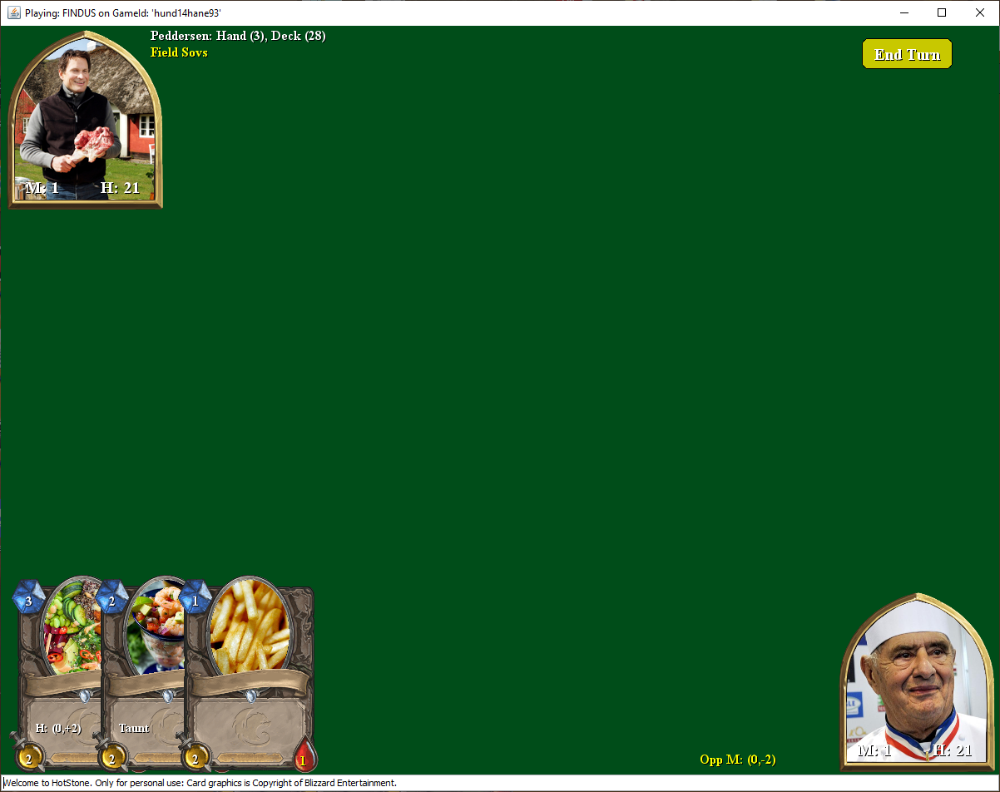 Playing: FINDUS on GameId: 'hund14hane93'
Peddersen: Hand (3), Deck (28)
Field Sovs
End Turn
M: 1 H: 21
3 2 1
H: (0,+2) Taunt
2 2 2 1
Opp M: (0,-2)
M: 1 H: 21
Welcome to HotStone. Only for personal use: Card graphics is Copyright of Blizzard Entertainment.